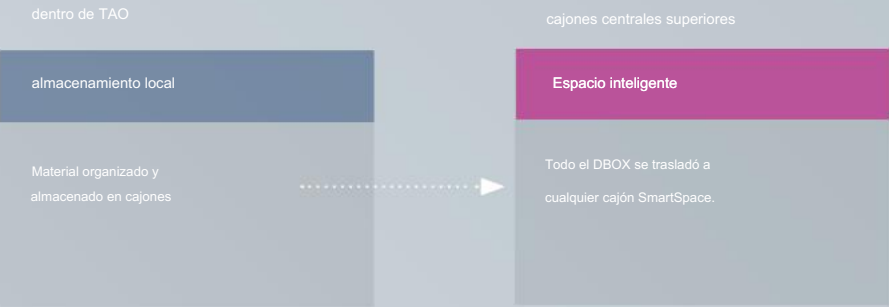 dentro de TAO
almacenamiento local
Material organizado y
almacenado en cajones
cajones centrales superiores
Espacio inteligente
Todo el DBOX se trasladó a
cualquier cajón SmartSpace.